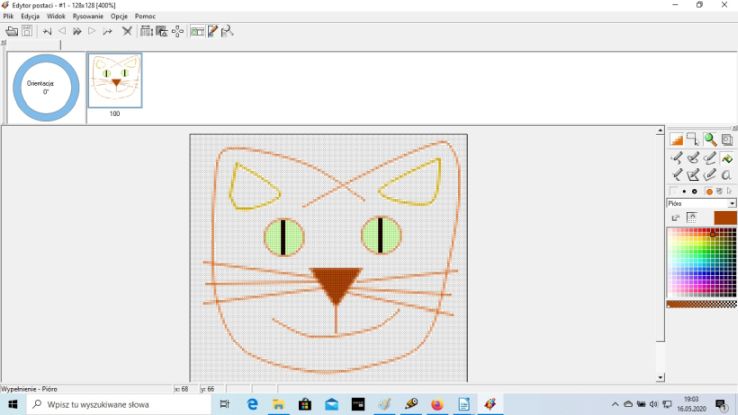 Edytor postaci - #1 - 128x128 [400%]
Plik Edycja Widok Rysowanie Opcje Pomoc
Orientacja:
0°
100
Pióro
Wypełnienie - Pióro
x: 68 y: 66
Wpisz tu wyszukiwane słowa
19:03
16.05.2020